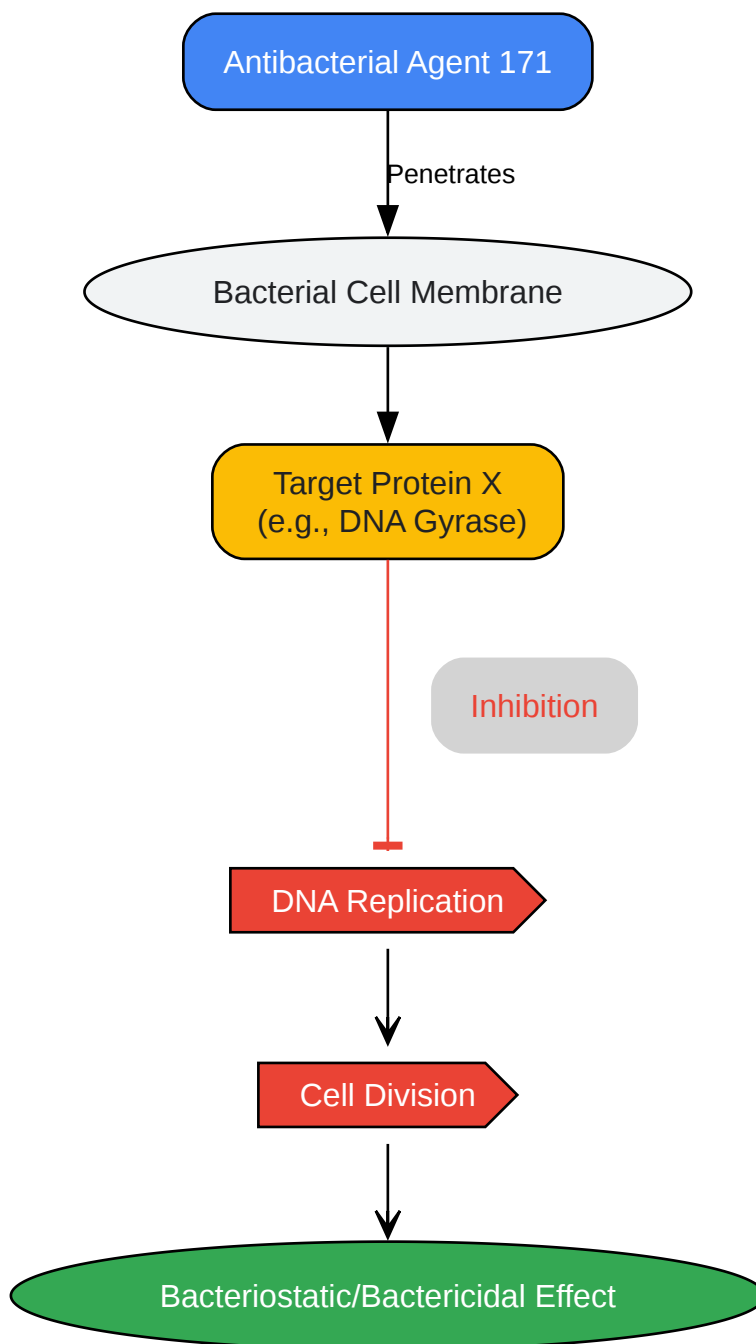 Antibacterial Agent 171
Penetrates
Bacterial Cell Membrane
Target Protein X
(e.g., DNA Gyrase)
Inhibition
DNA Replication
Cell Division
Bacteriostatic/Bactericidal Effect